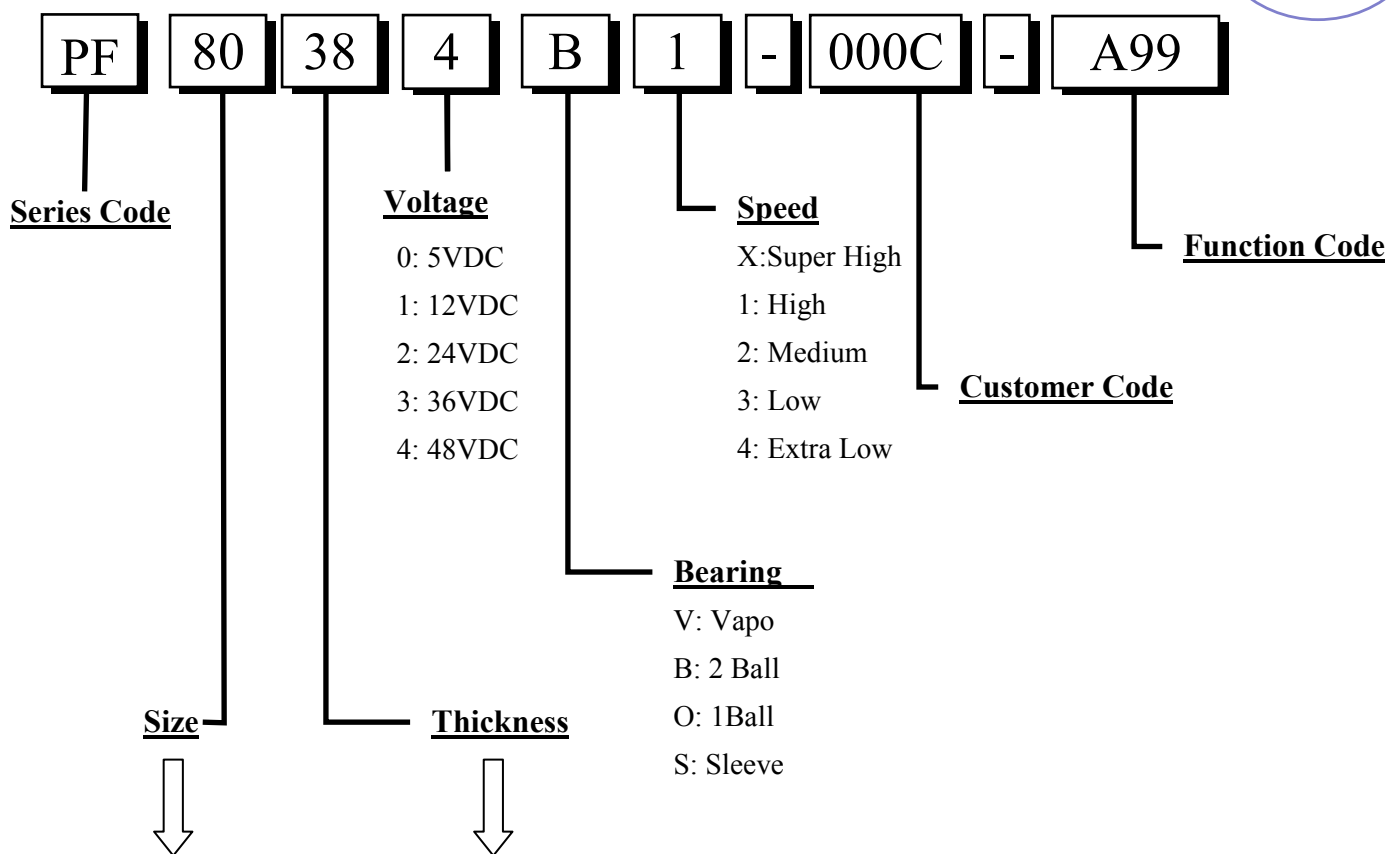 PF 80 38 4 B 1 - 000C - A99
Series Code
Voltage
0: 5VDC
1: 12VDC
2: 24VDC
3: 36VDC
4: 48VDC
Speed
X:Super High
1: High
2: Medium
3: Low
4: Extra Low
Function Code
Customer Code
Bearing
V: Vapo
B: 2 Ball
O: 1Ball
S: Sleeve
Size
Thickness